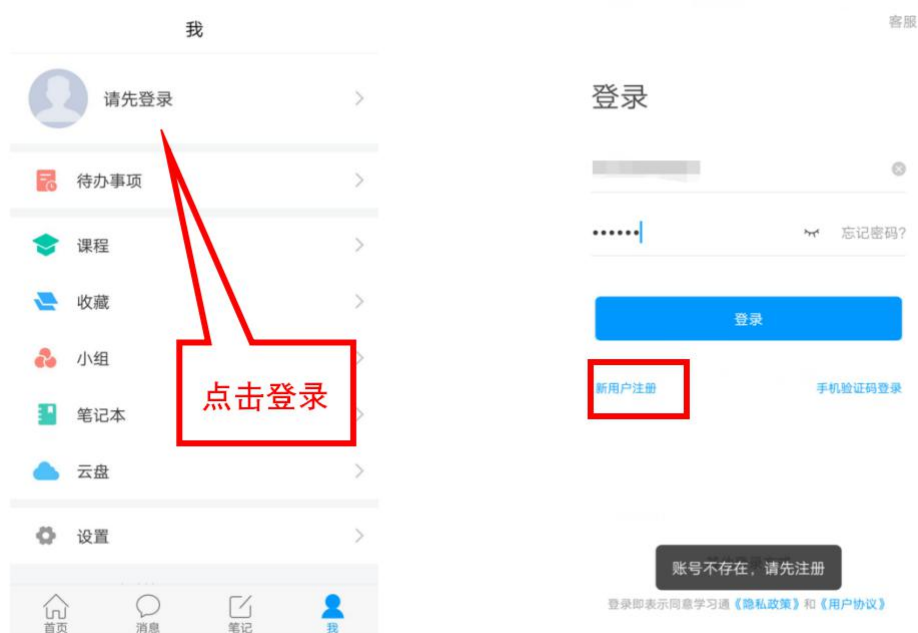 我
请先登录
待办事项
课程
收藏
小组
笔记本
云盘
设置
首页
消息
笔记
我
点击登录
客服
登录
••••••
忘记密码?
登录
新用户注册
手机验证码登录
账号不存在，请先注册
登录即表示同意学习通《隐私政策》和《用户协议》